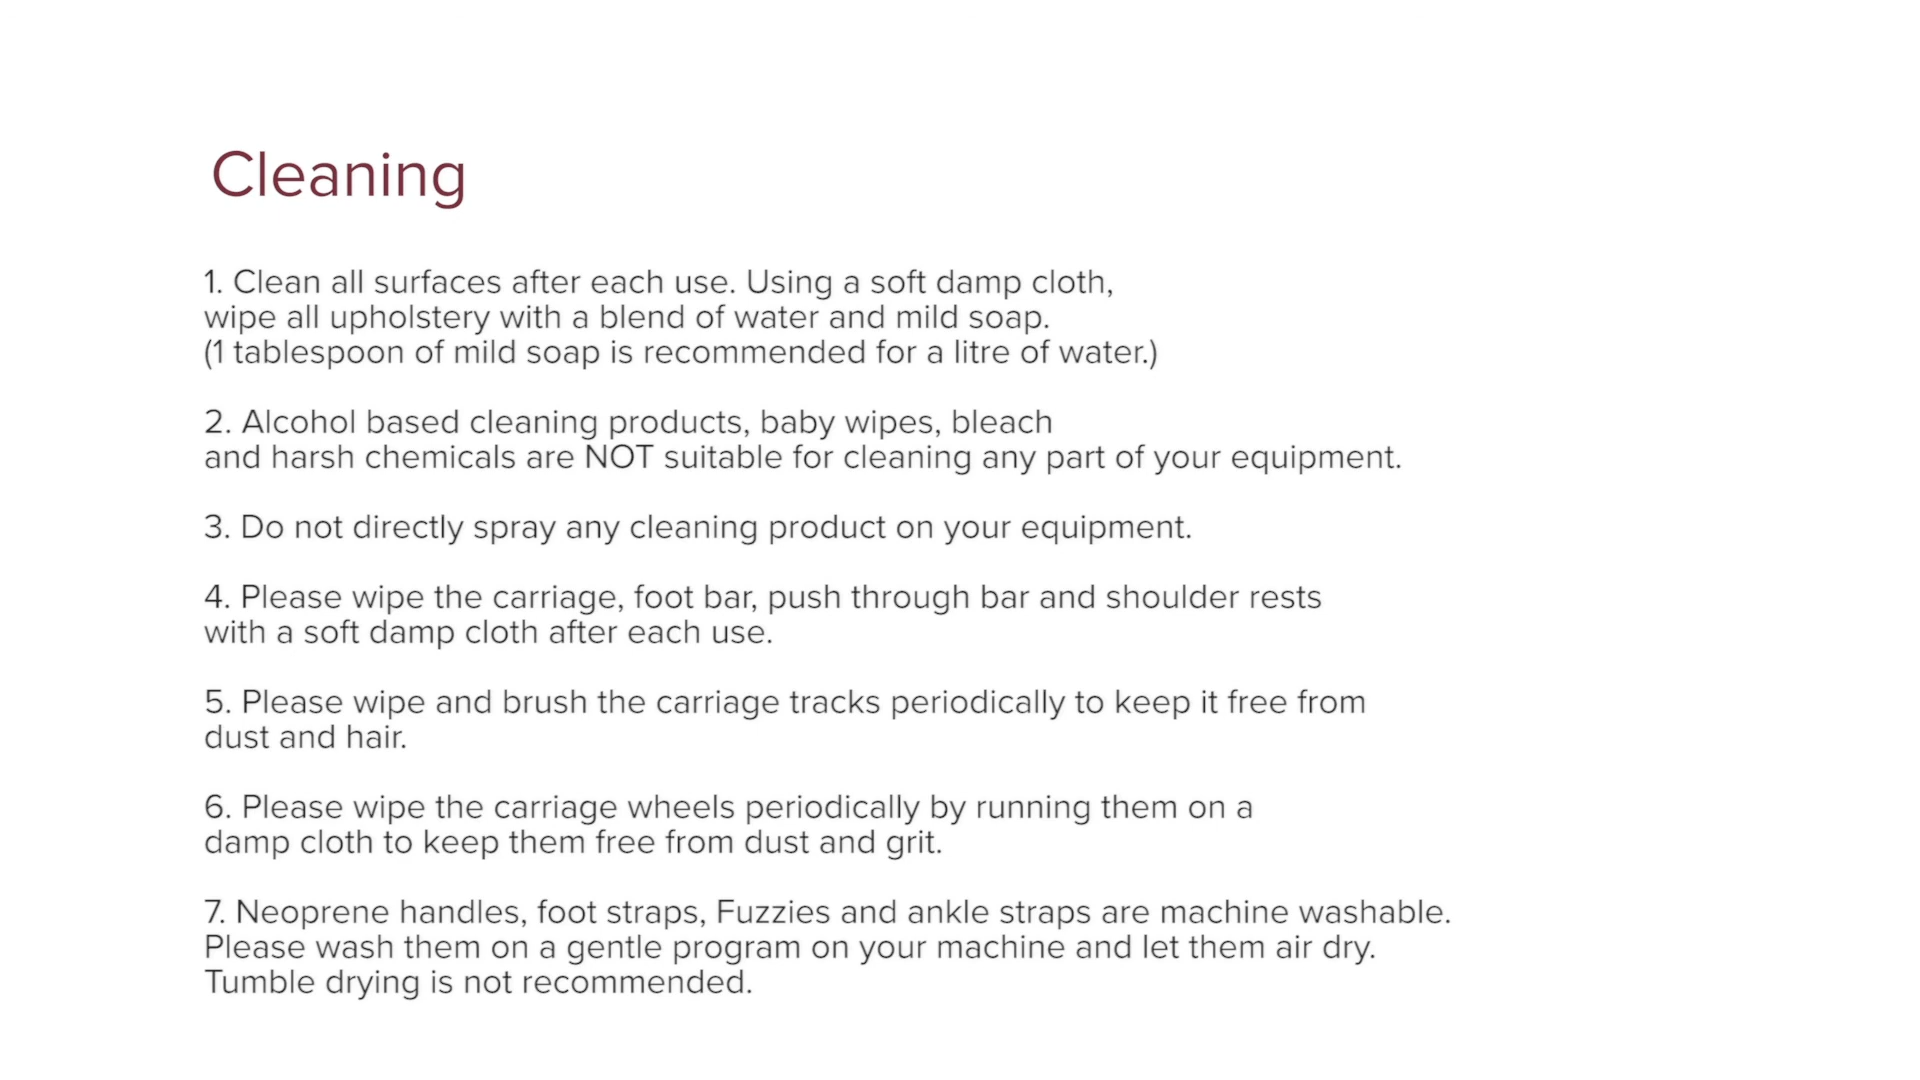 Cleaning
1. Clean all surfaces after each use. Using a soft damp cloth,
wipe all upholstery with a blend of water and mild soap.
(1 tablespoon of mild soap is recommended for a litre of water.)
2. Alcohol based cleaning products, baby wipes, bleach
and harsh chemicals are NOT suitable for cleaning any part of your equipment.
3. Do not directly spray any cleaning product on your equipment.
4. Please wipe the carriage, foot bar, push through bar and shoulder rests
with a soft damp cloth after each use.
5. Please wipe and brush the carriage tracks periodically to keep it free from
dust and hair.
6. Please wipe the carriage wheels periodically by running them on a
damp cloth to keep them free from dust and grit.
7. Neoprene handles, foot straps, Fuzzies and ankle straps are machine washable.
Please wash them on a gentle program on your machine and let them air dry.
Tumble drying is not recommended.